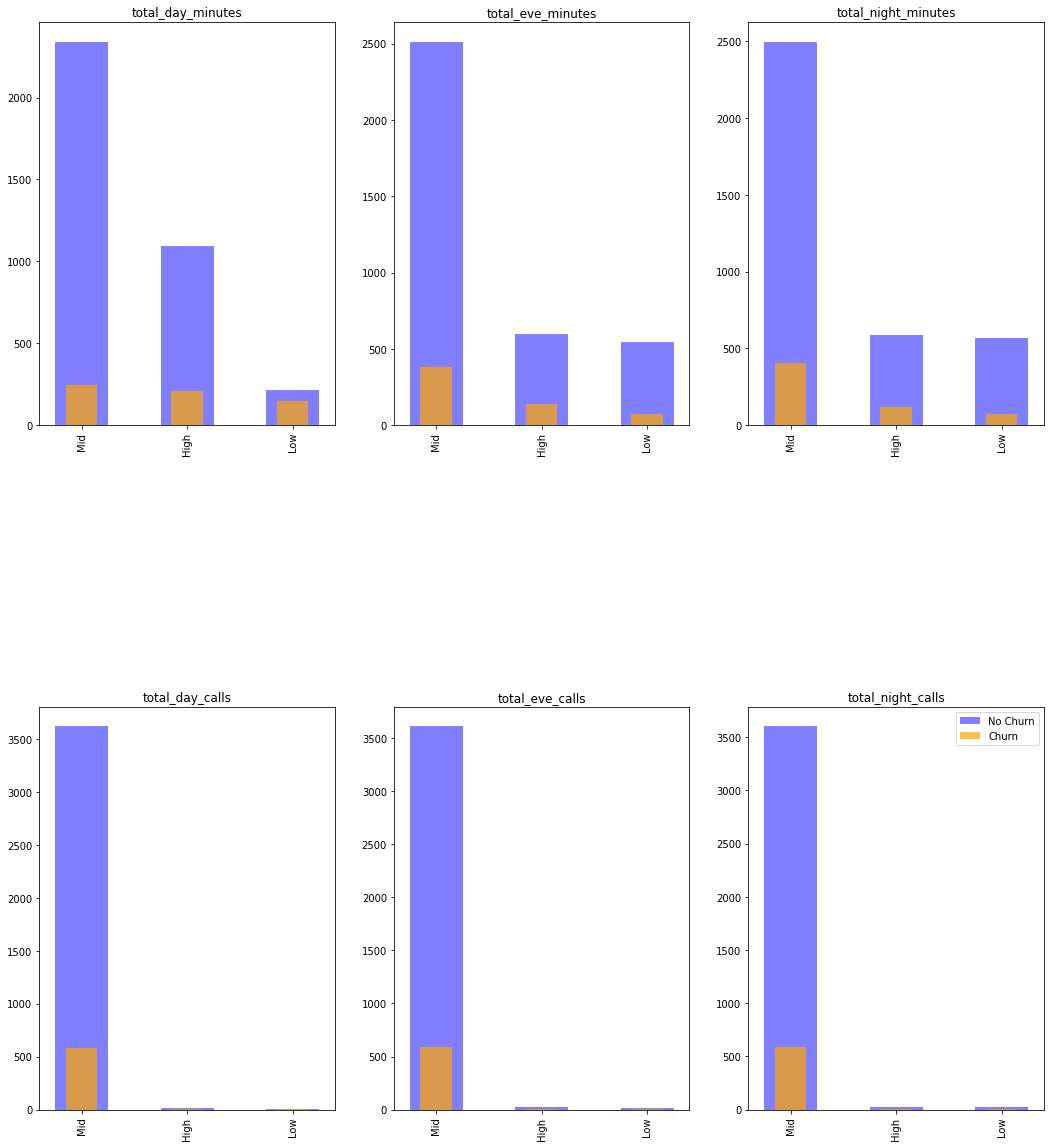 total_day_minutes
total_eve_minutes
total_night_minutes
2000
1500
1000
500
0
Mid
High
Low
2500
2000
1500
1000
500
0
Mid
High
Low
2500
2000
1500
1000
500
0
Mid
High
Low
total_day_calls
total_eve_calls
total_night_calls
3500
3000
2500
2000
1500
1000
500
0
Mid
High
Low
3500
3000
2500
2000
1500
1000
500
0
Mid
High
Low
3500
3000
2500
2000
1500
1000
500
0
No Churn
Churn
Mid
High
Low